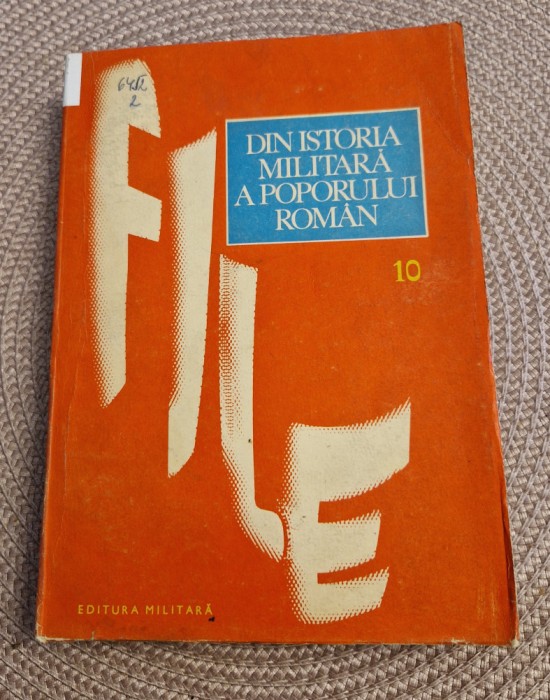 FILE
DIN ISTORIA
MILITARĂ
A POPORULUI
ROMÂN
10
EDITURA MILITARĂ